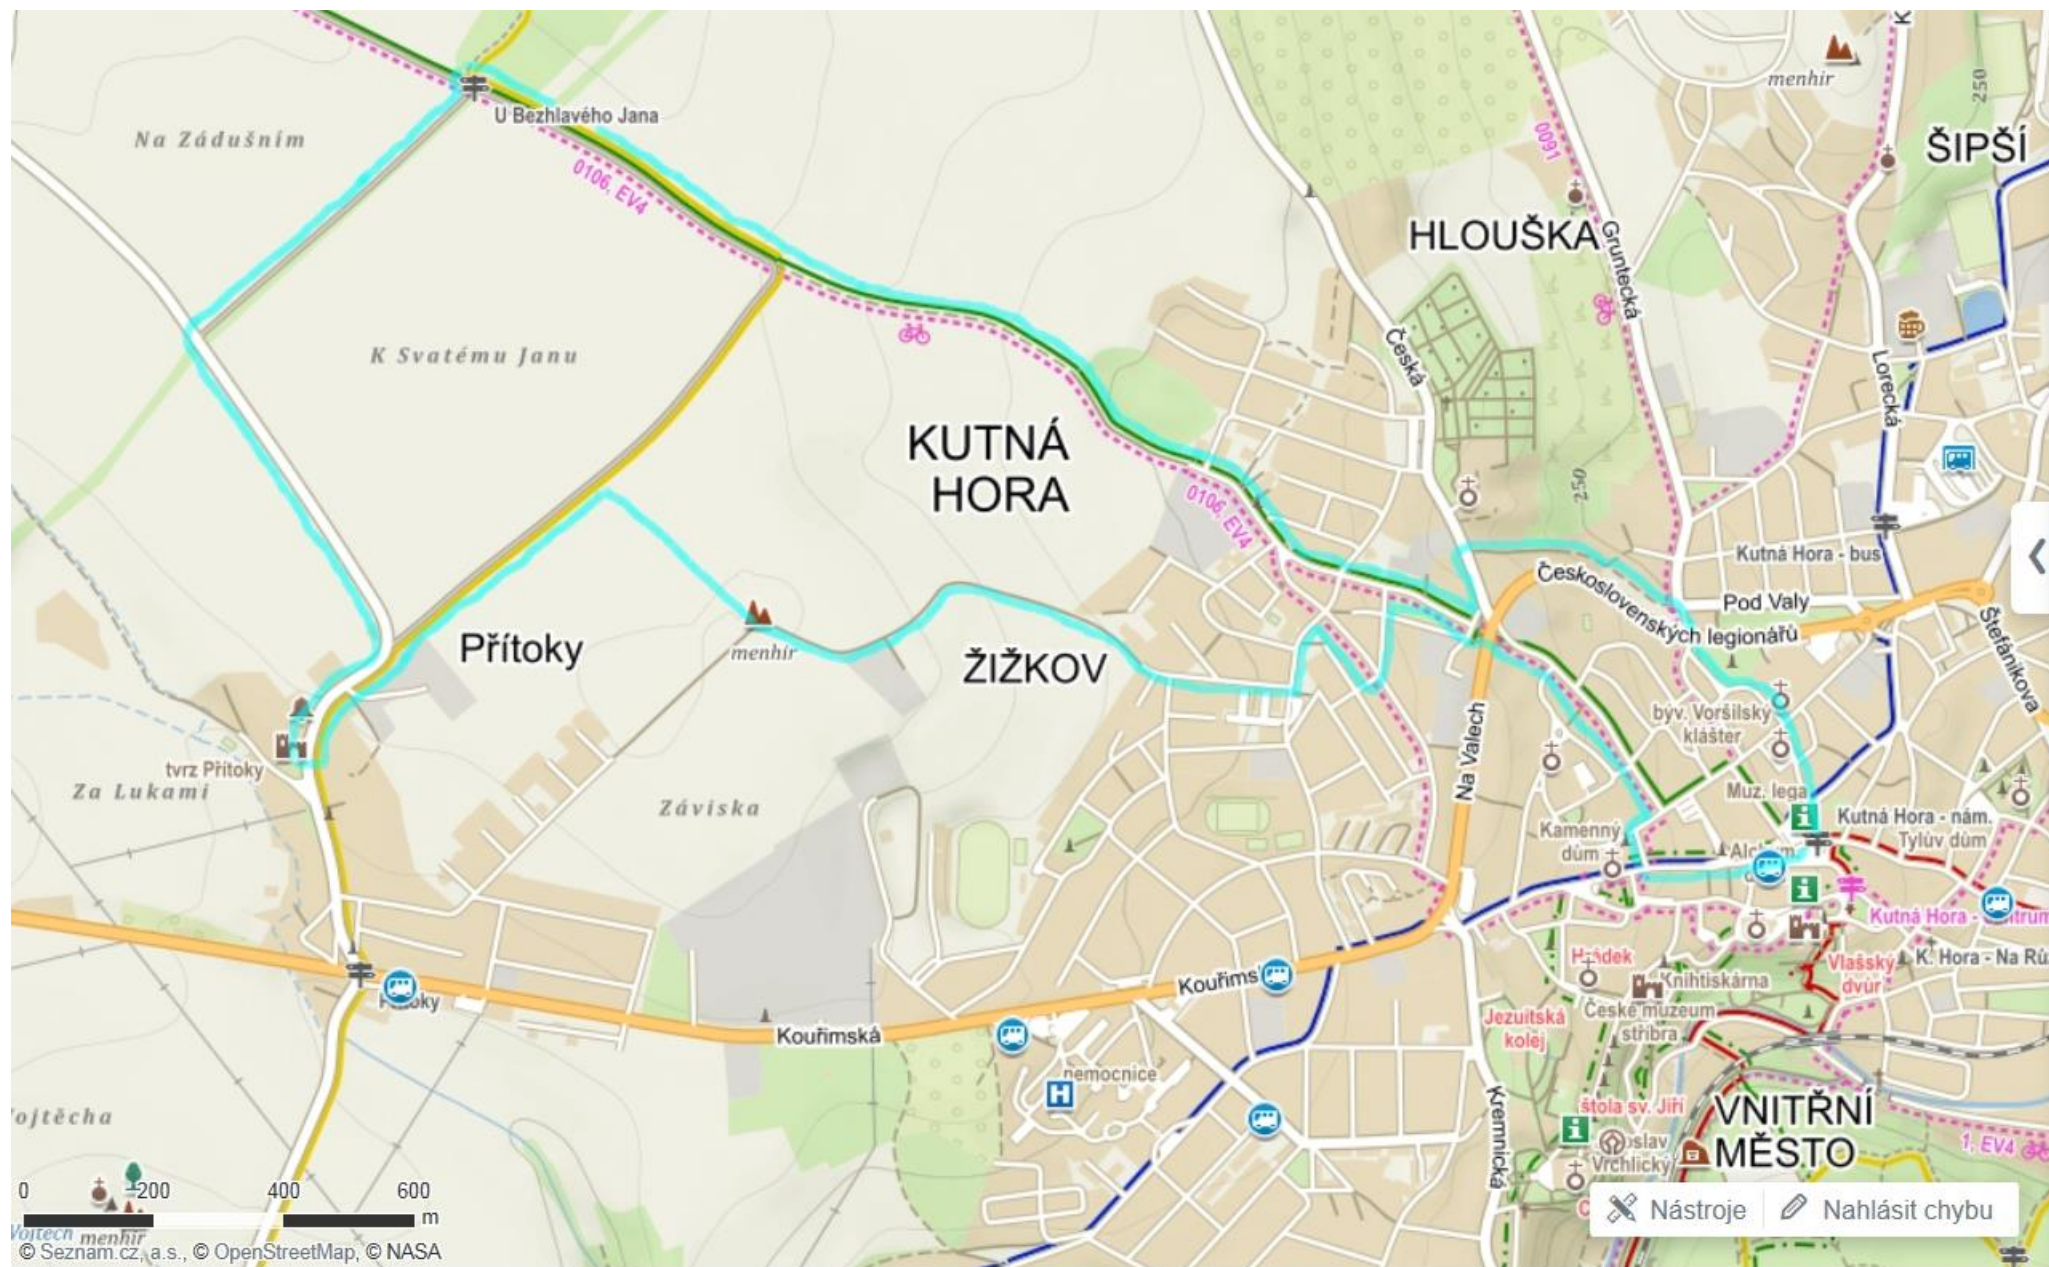 menhir
250
ŠIPŠÍ
U Bezhlavého Jana
Na Zádušním
0106, EV4
0091
HLOUŠKA
Gruntecká
K Svatému Janu
Česká
Lorecká
KUTNÁ
HORA
0106, EV4
250
Kutná Hora - bus
Československých legionářů
Pod Valy
Štefánikova
Přítoky
menhir
ŽIŽKOV
Na Valech
býv. Voršilský
klášter
tvrz Přítoky
Za Lukami
Záviska
Muz. lega
Kutná Hora - nám.
Tylův dům
Kamenný
dům
Kutná Hora -
Hrádek
Knihtiskárna
Vlašský
dvůr
K. Hora - Na Rů
České muzeum
stříbra
Jezuitská
kolej
Kouřims
Kouřimská
nemocnice
H
Kremnická
štola sv. Jiří
Vrchlický
VNITŘNÍ
MĚSTO
1, EV4
ojtěcha
0 200 400 600
m
menhir
Nástroje
Nahlásit chybu
© Seznam.cz, a.s., © OpenStreetMap, © NASA